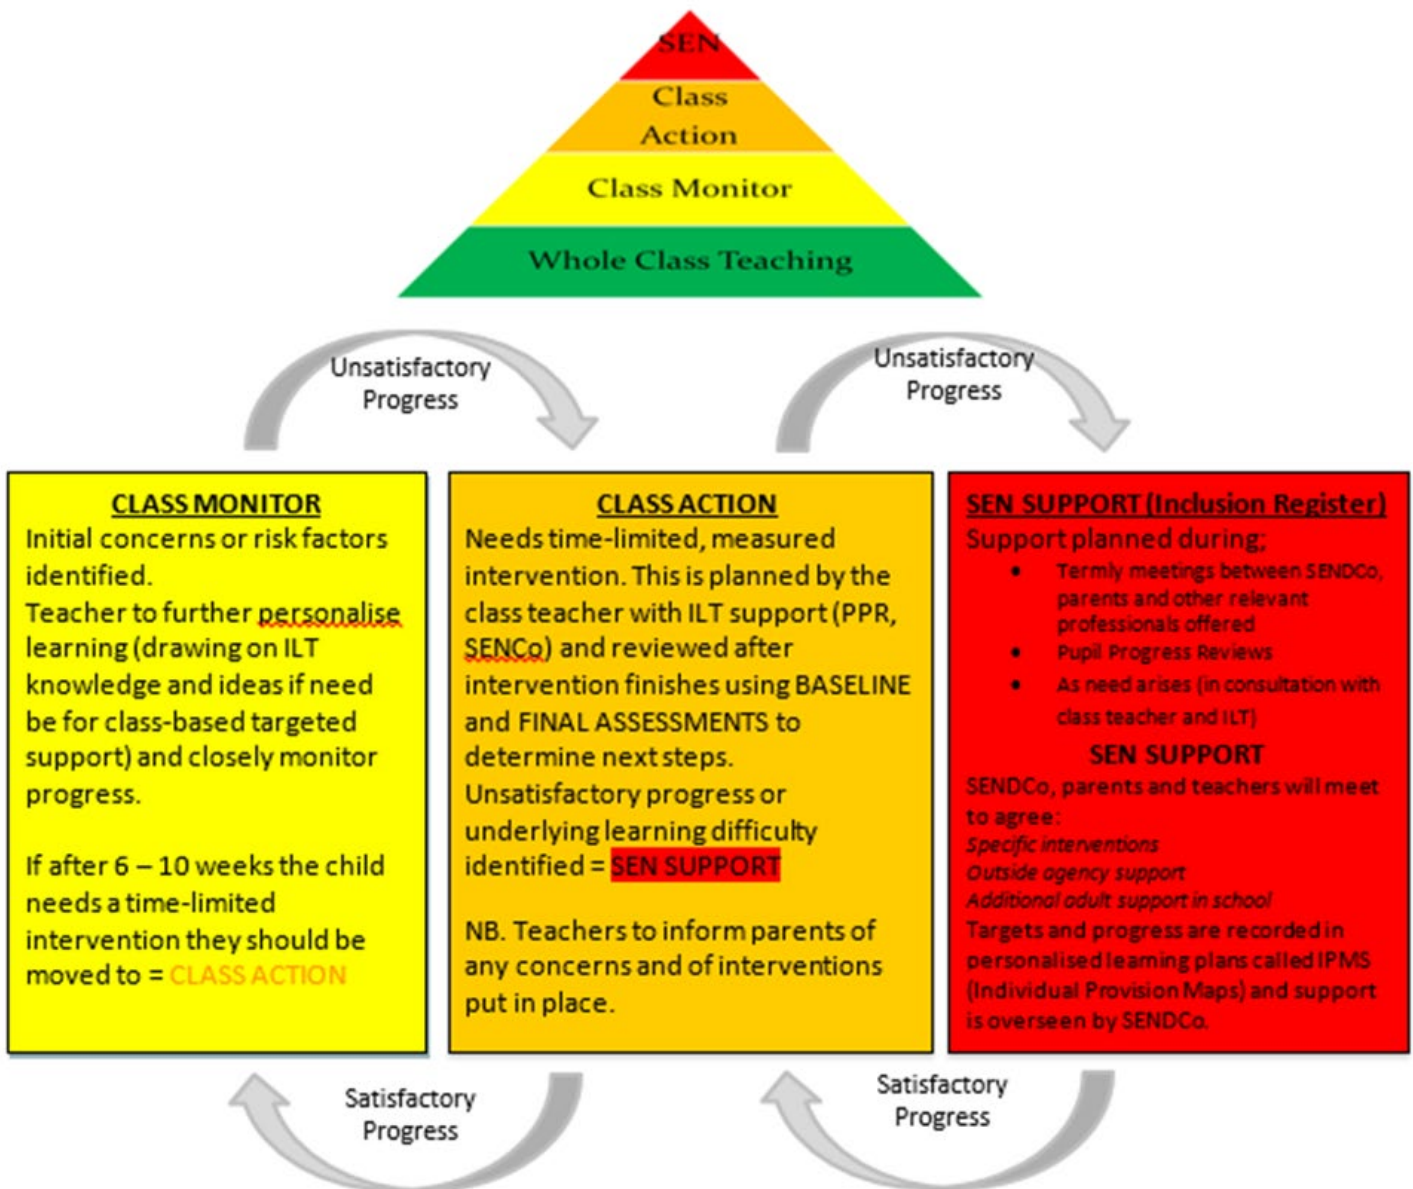 SEN
Class
Action
Class Monitor
Whole Class Teaching
Unsatisfactory
Progress
Unsatisfactory
Progress
CLASS MONITOR
Initial concerns or risk factors
identified.
Teacher to further personalise
learning (drawing on ILT
knowledge and ideas if need
be for class-based targeted
support) and closely monitor
progress.
If after 6 – 10 weeks the child
needs a time-limited
intervention they should be
moved to = CLASS ACTION
CLASS ACTION
Needs time-limited, measured
intervention. This is planned by the
class teacher with ILT support (PPR,
SENCo) and reviewed after
intervention finishes using BASELINE
and FINAL ASSESSMENTS to
determine next steps.
Unsatisfactory progress or
underlying learning difficulty
identified = SEN SUPPORT
NB. Teachers to inform parents of
any concerns and of interventions
put in place.
SEN SUPPORT (Inclusion Register)
Support planned during;
• Termly meetings between SENDCo,
parents and other relevant
professionals offered
• Pupil Progress Reviews
• As need arises (in consultation with
class teacher and ILT)
SEN SUPPORT
SENDCo, parents and teachers will meet
to agree:
Specific interventions
Outside agency support
Additional adult support in school
Targets and progress are recorded in
personalised learning plans called IPMS
(Individual Provision Maps) and support
is overseen by SENDCo.
Satisfactory
Progress
Satisfactory
Progress